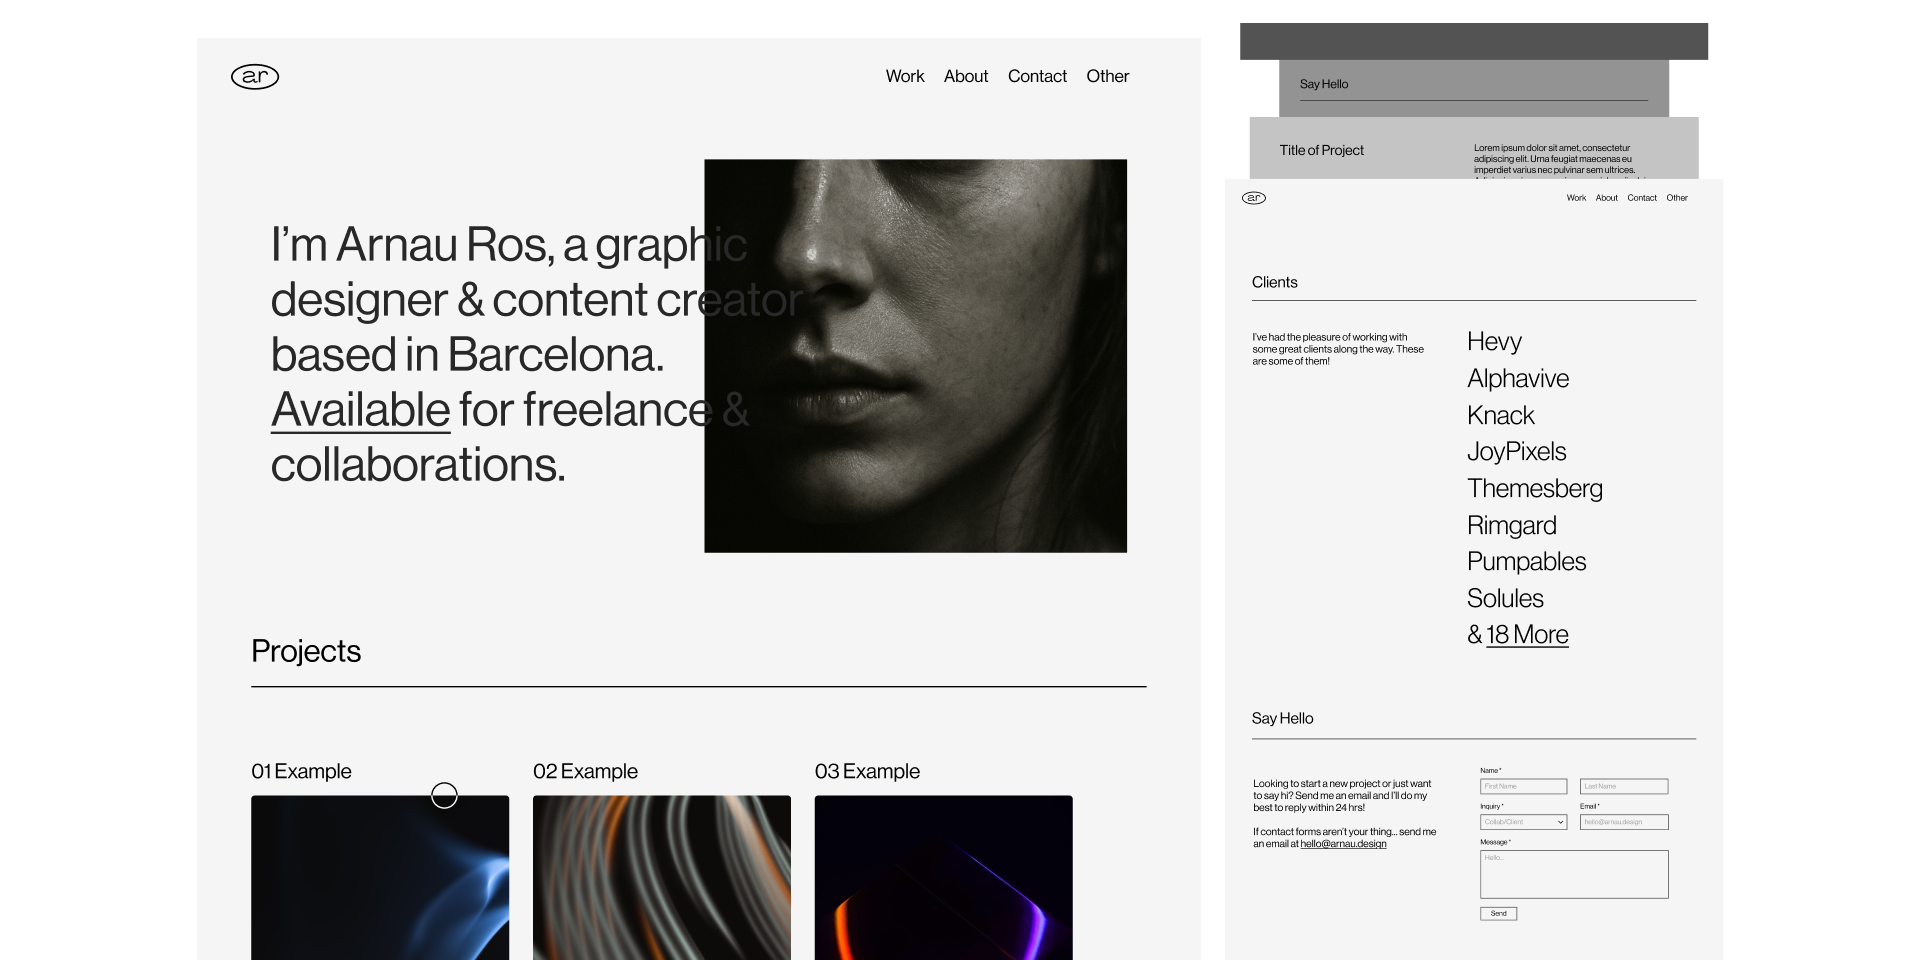 ar
Work About Contact Other
I'm Arnau Ros, a graphic
designer & content creator
based in Barcelona.
Available for freelance &
collaborations.
Projects
01 Example
02 Example
03 Example
Say Hello
Title of Project
Lorem ipsum dolor sit amet, consectetur
adipiscing elit. Urna feugiat maecenas eu
imperdiet varius nec pulvinar sem ultrices.
ar
Work About Contact Other
Clients
I've had the pleasure of working with
some great clients along the way. These
are some of them!
Hevy
Alphavive
Knack
JoyPixels
Themesberg
Rimgard
Pumpables
Solules
& 18 More
Say Hello
Looking to start a new project or just want
to say hi? Send me an email and I'll do my
best to reply within 24 hrs!
If contact forms aren't your thing... send me
an email at hello@arnau.design
Name *
First Name
Last Name
Inquiry *
Email *
Collab/Client
hello@arnau.design
Message *
Hello...
Send